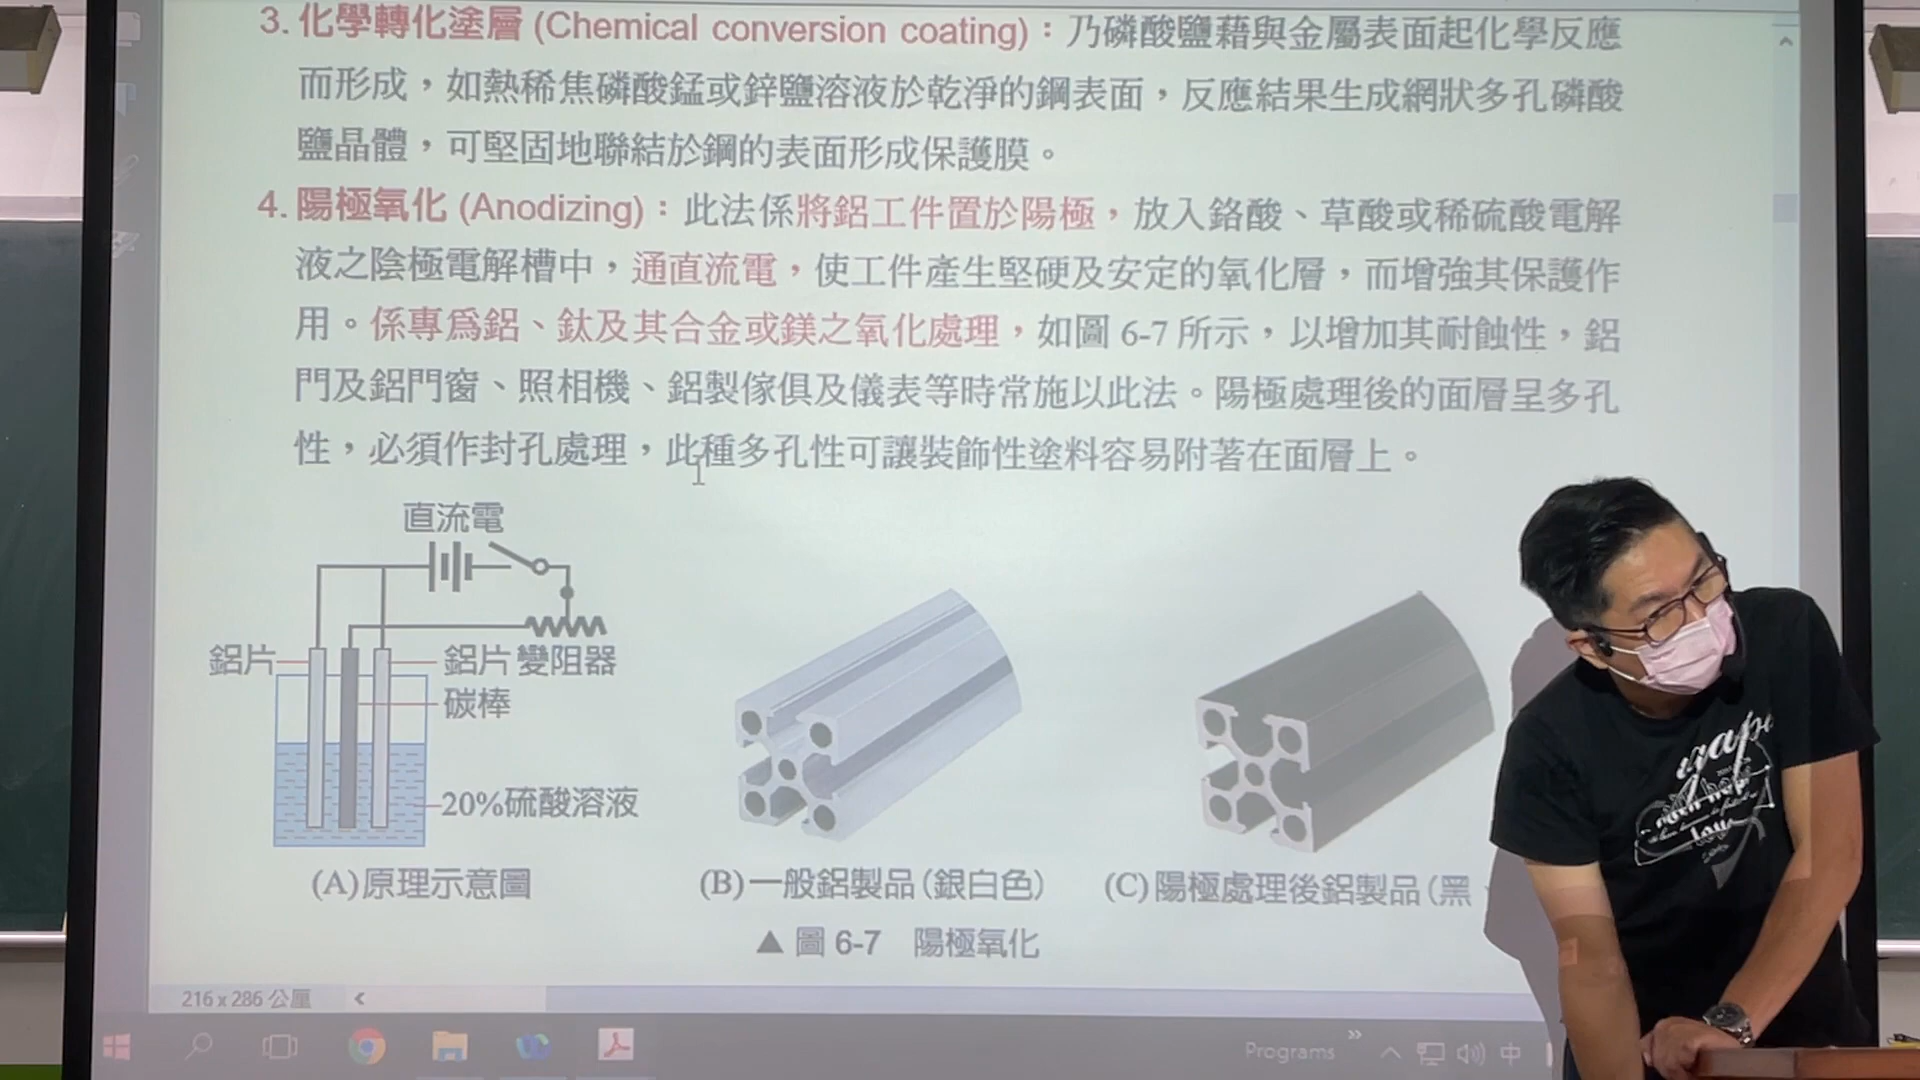 3. 化學轉化塗層 (Chemical conversion coating)：乃磷酸鹽藉與金屬表面起化學反應
而形成，如熱稀焦磷酸錳或鋅鹽溶液於乾淨的鋼表面，反應結果生成網狀多孔磷酸
鹽晶體，可堅固地聯結於鋼的表面形成保護膜。
4. 陽極氧化 (Anodizing)：此法係將鋁工件置於陽極，放入鉻酸、草酸或稀硫酸電解
液之陰極電解槽中，通直流電，使工件產生堅硬及安定的氧化層，而增強其保護作
用。係專為鋁、鈦及其合金或鎂之氧化處理，如圖 6-7 所示，以增加其耐蝕性，鋁
門及鋁門窗、照相機、鋁製傢俱及儀表等時常施以此法。陽極處理後的面層呈多孔
性，必須作封孔處理，此種多孔性可讓裝飾性塗料容易附著在面層上。
直流電
鋁片
鋁片 變阻器
碳棒
20%硫酸溶液
(A)原理示意圖
(B)一般鋁製品(銀白色)
(C)陽極處理後鋁製品(黑
▲ 圖 6-7 陽極氧化
216 x 286 公厘
Programs
中